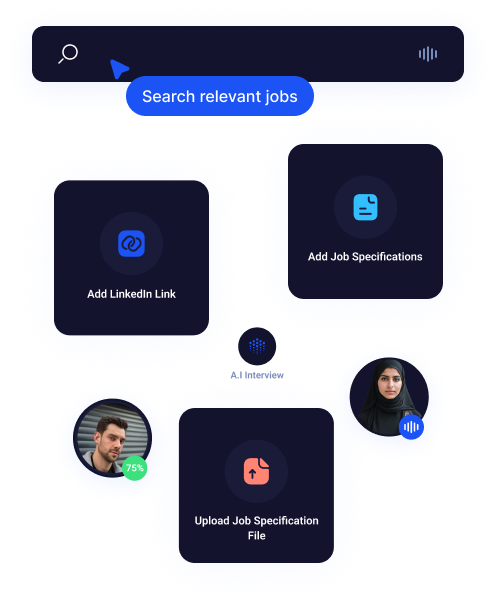 Search relevant jobs
Add Job Specifications
Add LinkedIn Link
A.I Interview
75%
Upload Job Specification
File